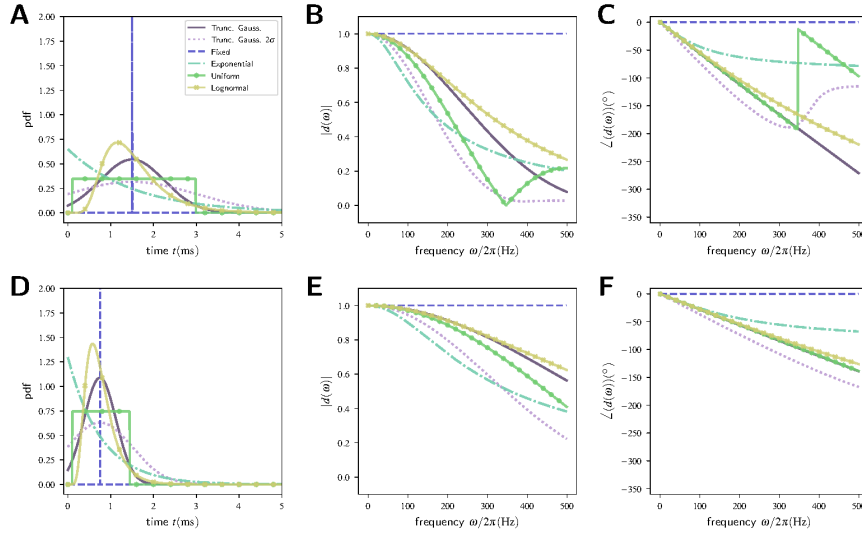 A
2.00
1.75
1.50
1.25
1.00
0.75
0.50
0.25
0.00
pdf
Trunc. Gauss.
Trunc. Gauss. 2σ
Fixed
Exponential
Uniform
Lognormal
0 1 2 3 4 5
time t(ms)
B
1.0
0.8
0.6
0.4
0.2
0.0
|d(ω)|
0 100 200 300 400 500
frequency ω/2π(Hz)
C
0
−50
−100
−150
−200
−250
−300
−350
∠(d(ω))(°)
0 100 200 300 400 500
frequency ω/2π(Hz)
D
2.00
1.75
1.50
1.25
1.00
0.75
0.50
0.25
0.00
pdf
0 1 2 3 4 5
time t(ms)
E
1.0
0.8
0.6
0.4
0.2
0.0
|d(ω)|
0 100 200 300 400 500
frequency ω/2π(Hz)
F
0
−50
−100
−150
−200
−250
−300
−350
∠(d(ω))(°)
0 100 200 300 400 500
frequency ω/2π(Hz)